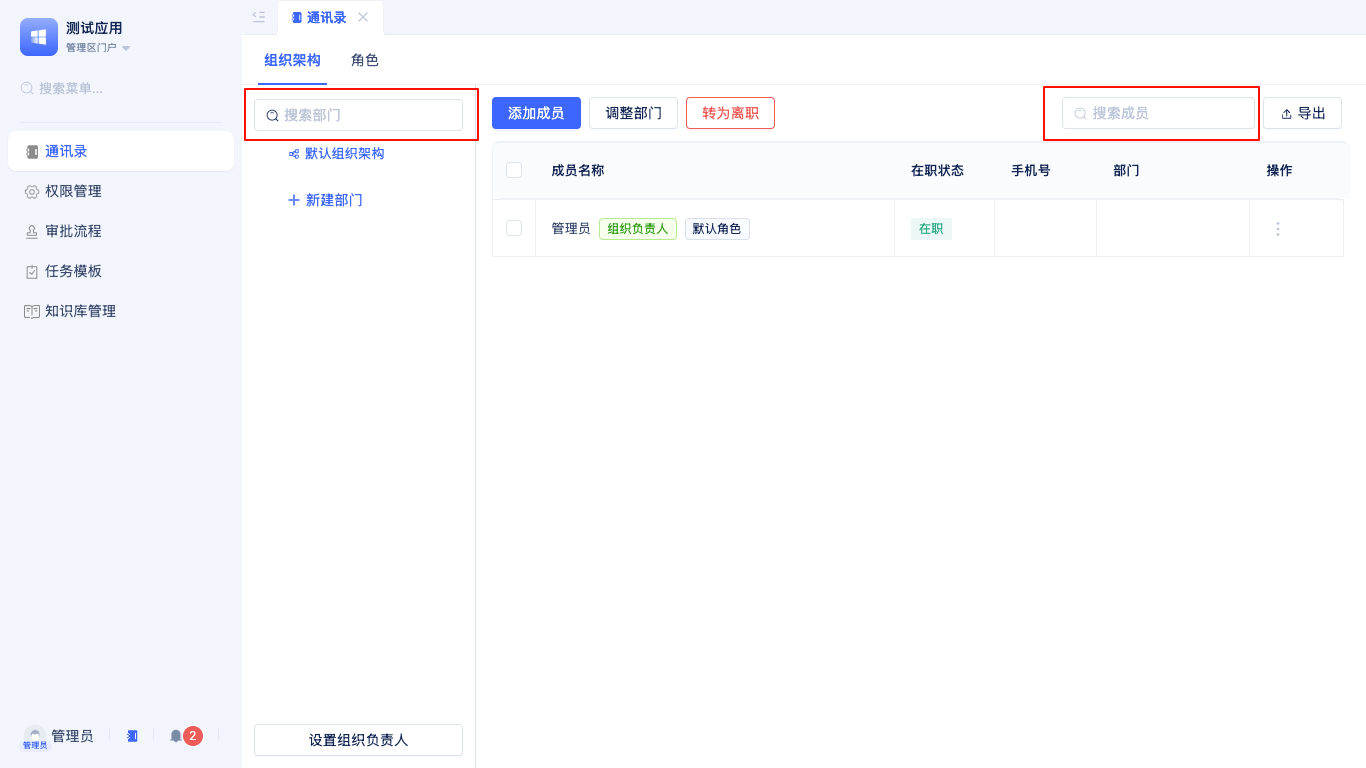 测试应用
管理区门户
搜索菜单...
通讯录
权限管理
审批流程
任务模板
知识库管理
管理员
管理员
2
通讯录
组织架构
角色
搜索部门
默认组织架构
新建部门
设置组织负责人
添加成员
调整部门
转为离职
搜索成员
导出
成员名称 在职状态 手机号 部门 操作
管理员 组织负责人 默认角色 在职